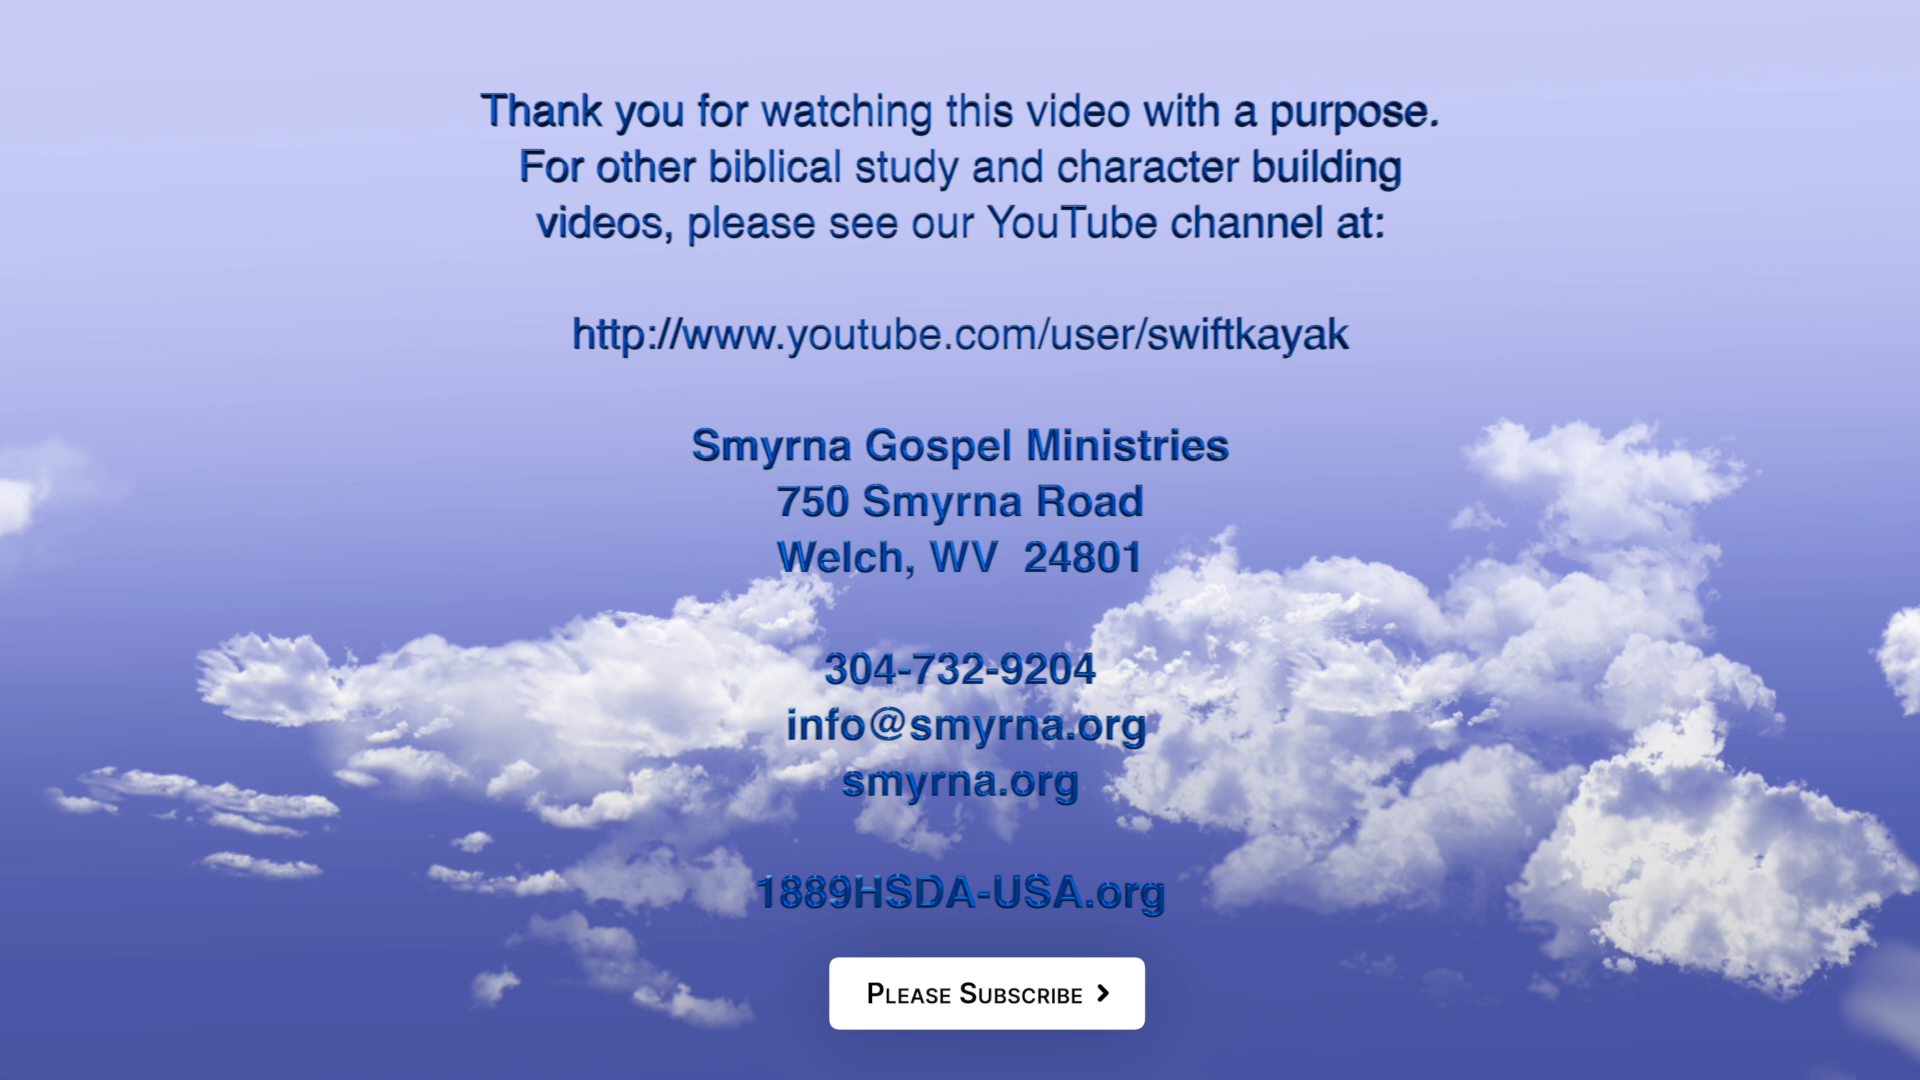 Thank you for watching this video with a purpose.
For other biblical study and character building
videos, please see our YouTube channel at:
http://www.youtube.com/user/swiftkayak
Smyrna Gospel Ministries
750 Smyrna Road
Welch, WV  24801
304-732-9204
info@smyrna.org
smyrna.org
1889HSDA-USA.org
Please Subscribe